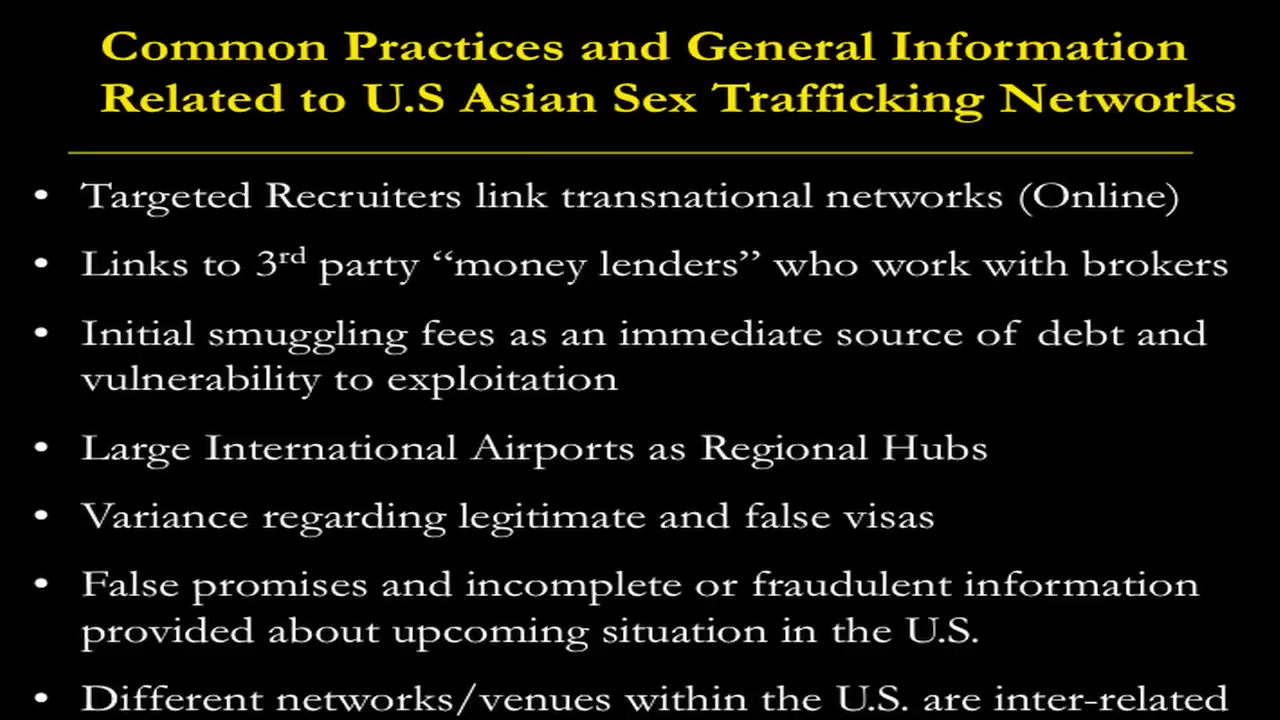 Common Practices and General Information
Related to U.S Asian Sex Trafficking Networks
• Targeted Recruiters link transnational networks (Online)
• Links to 3rd party “money lenders” who work with brokers
• Initial smuggling fees as an immediate source of debt and
vulnerability to exploitation
• Large International Airports as Regional Hubs
• Variance regarding legitimate and false visas
• False promises and incomplete or fraudulent information
provided about upcoming situation in the U.S.
• Different networks/venues within the U.S. are inter-related